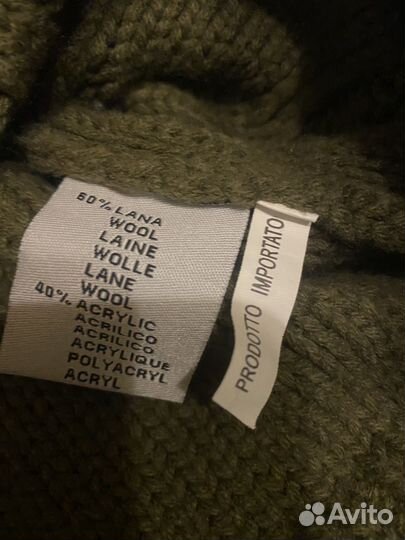 60% LANA
WOOL
LAINE
WOLLE
LANE
WOOL
40% ACRYLIC
ACRILICO
ACRILICO
ACRYLIQUE
POLYACRYL
ACRYL
PRODOTTO IMPORTATO
Avito